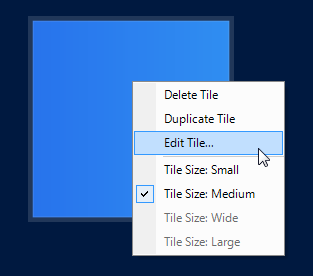 Delete Tile
Duplicate Tile
Edit Tile...
Tile Size: Small
Tile Size: Medium
Tile Size: Wide
Tile Size: Large